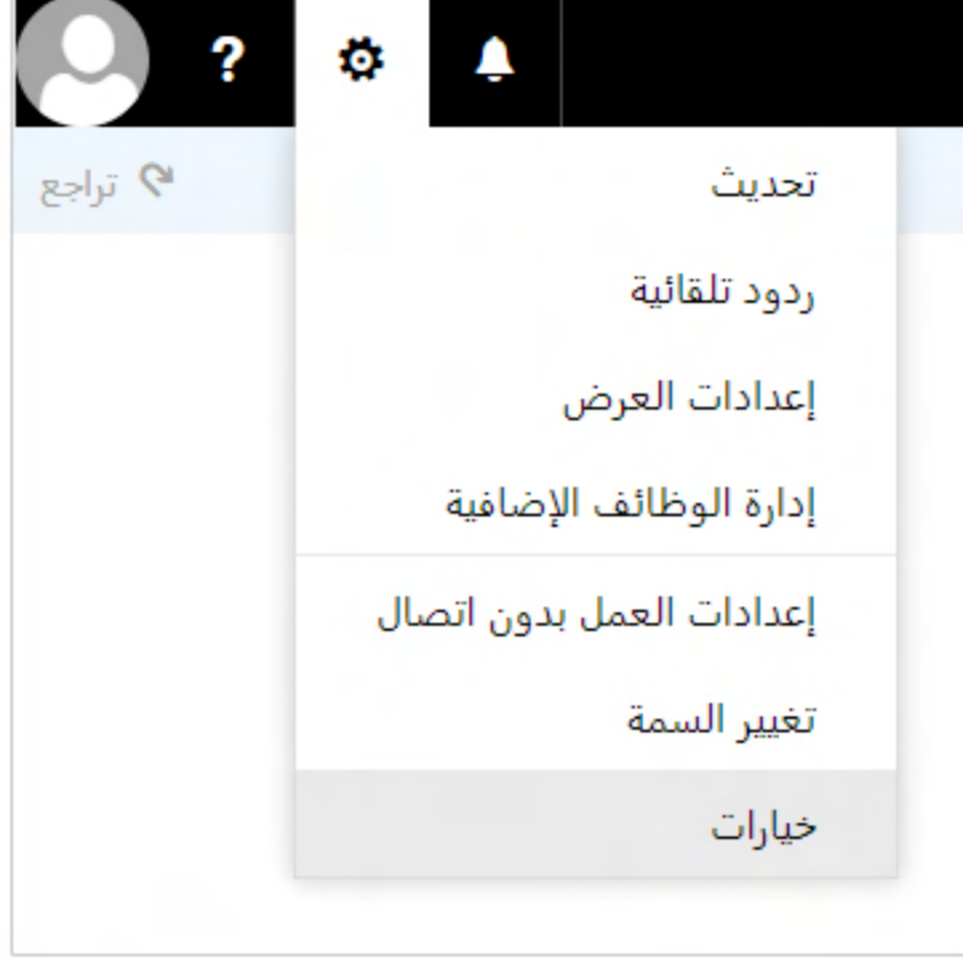 ?
تراجع
تحديث
ردود تلقائية
إعدادات العرض
إدارة الوظائف الإضافية
إعدادات العمل بدون اتصال
تغيير السمة
خيارات